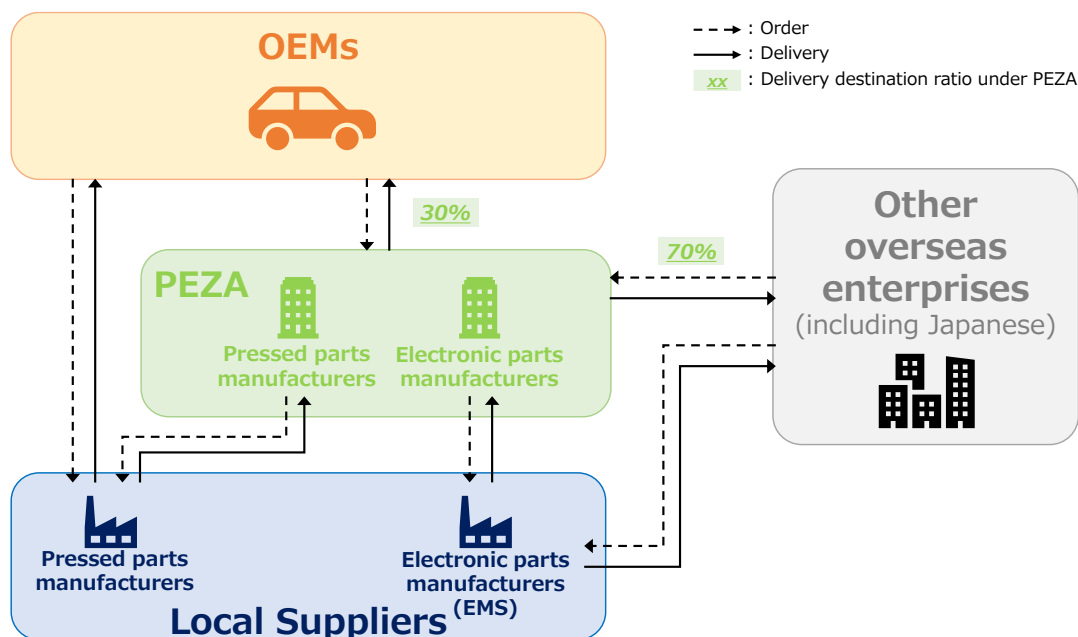 OEMs
: Order
: Delivery
xx : Delivery destination ratio under PEZA
30%
70%
Other
overseas
enterprises
(including Japanese)
PEZA
Pressed parts
manufacturers
Electronic parts
manufacturers
Pressed parts
manufacturers
Electronic parts
manufacturers
(EMS)
Local Suppliers